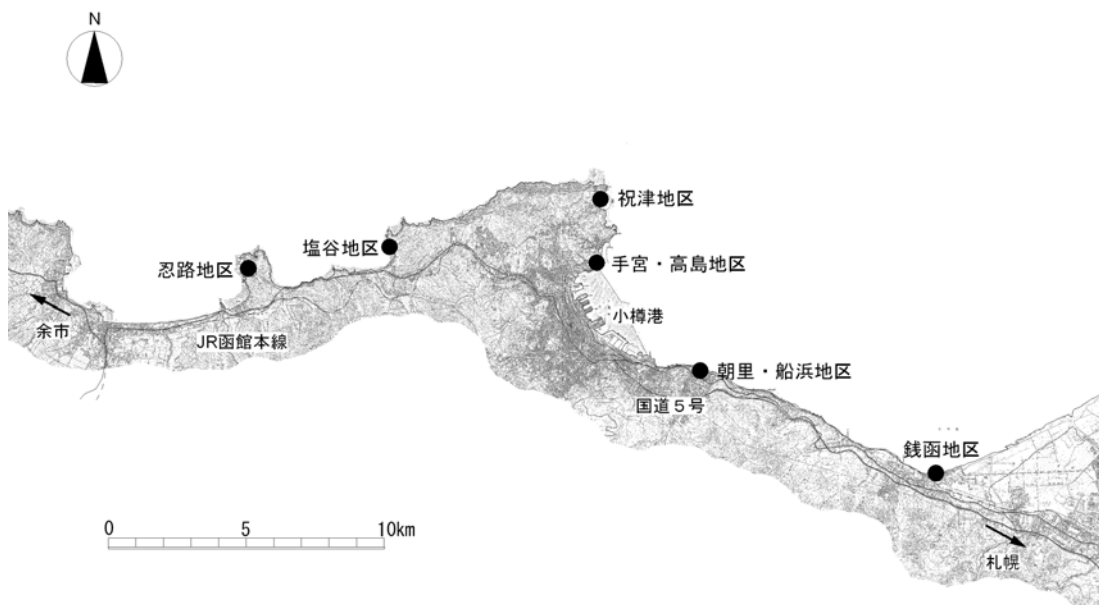 N
祝津地区
塩谷地区
手宮・高島地区
忍路地区
小樽港
余市
JR函館本線
朝里・船浜地区
国道5号
銭函地区
0 5 10km
札幌